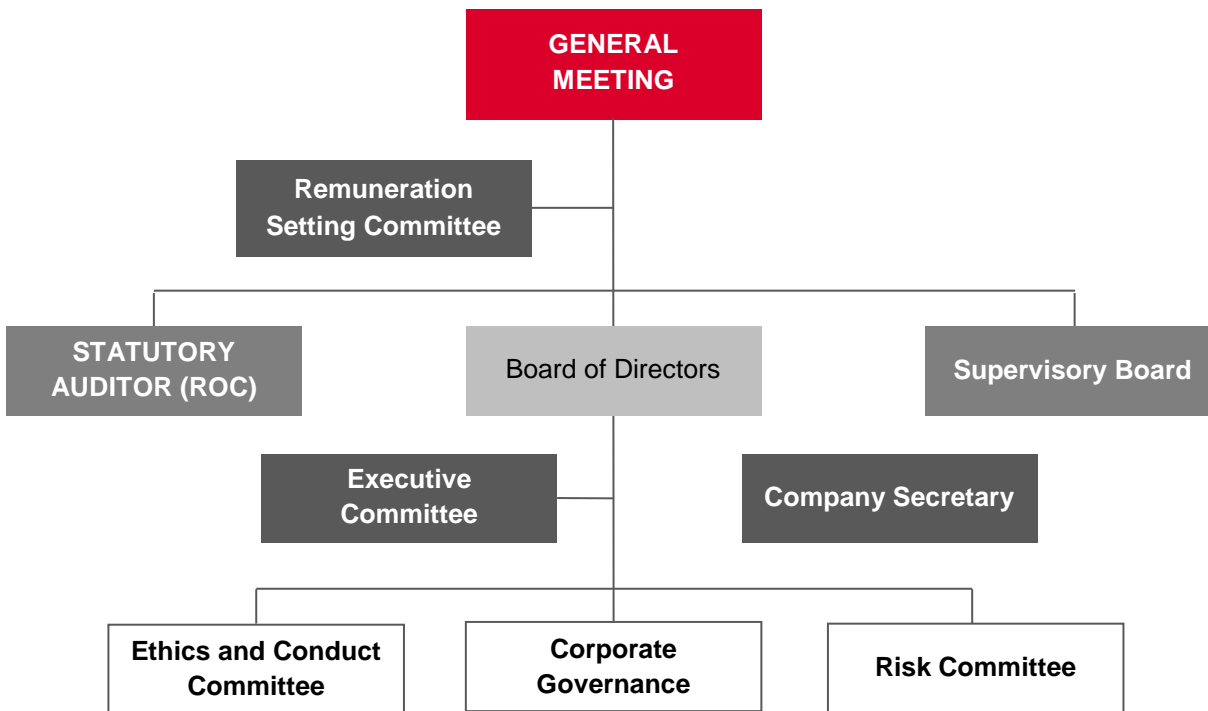 GENERAL
MEETING
Remuneration
Setting Committee
STATUTORY
AUDITOR (ROC)
Board of Directors
Supervisory Board
Executive
Committee
Company Secretary
Ethics and Conduct
Committee
Corporate
Governance
Risk Committee